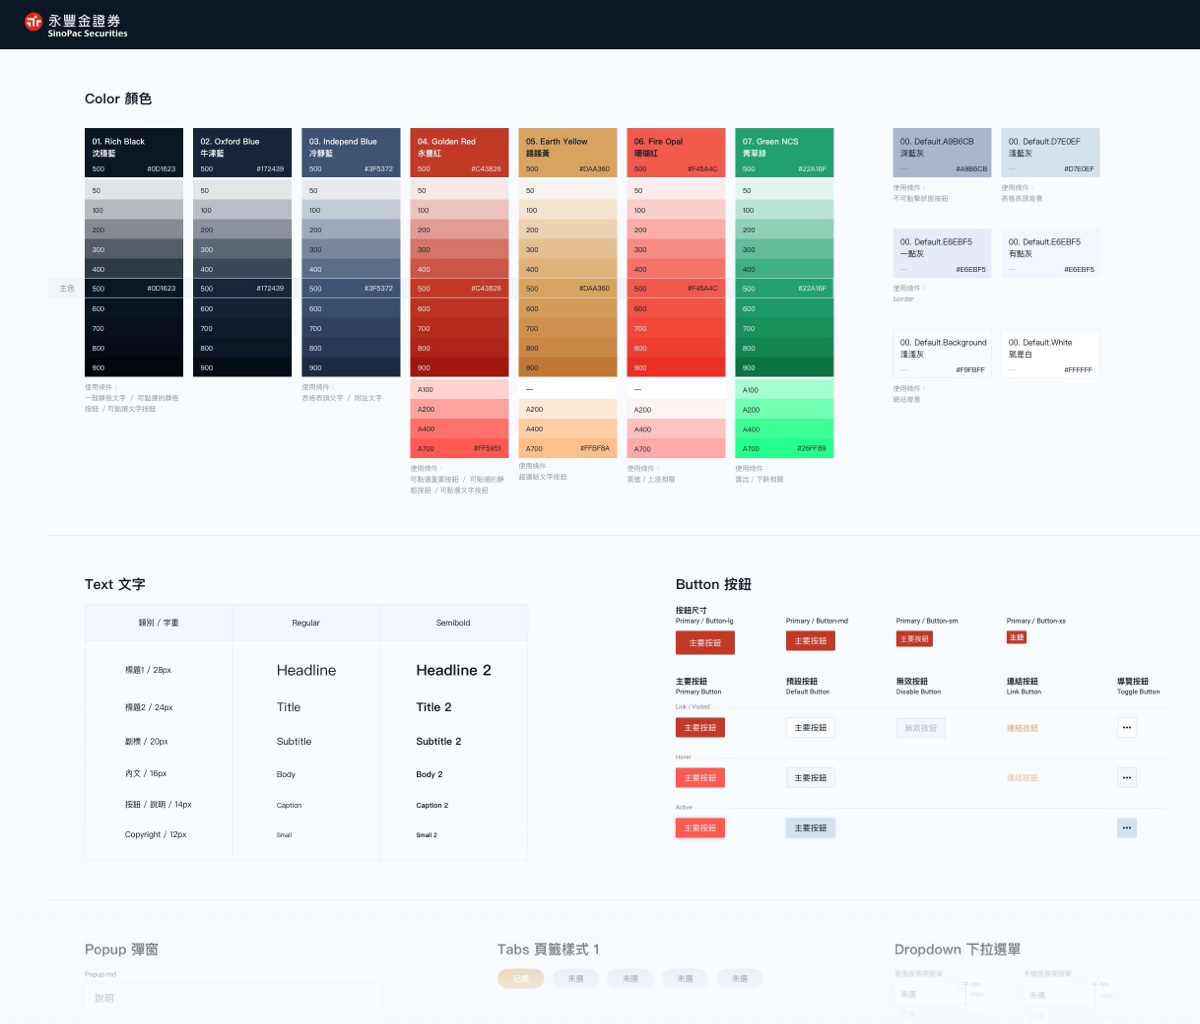 永豐金證券
SinoPac Securities
Color 顏色
01. Rich Black
沈穩藍
500 #0D1623
50
100
200
300
400
主色
500 #0D1623
600
700
800
900
使用條件：
一般靜態文字 / 可點選的靜態
按鈕 / 可點選文字按鈕
02. Oxford Blue
牛津藍
500 #172439
50
100
200
300
400
500 #172439
600
700
800
900
03. Independ Blue
冷靜藍
500 #3F5372
50
100
200
300
400
500 #3F5372
600
700
800
900
使用條件：
表格表頭文字 / 附註文字
04. Golden Red
永豐紅
500 #C43826
50
100
200
300
400
500 #C43826
600
700
800
900
A100
A200
A400
A700 #FF5951
使用條件：
可點選重要按鈕 / 可點選的靜
態按鈕 / 可點選文字按鈕
05. Earth Yellow
500 #DAA360
50
100
200
300
400
500 #DAA360
600
700
800
900
—
A200
A400
A700 #FFBF8A
使用條件：
超連結文字按鈕
06. Fire Opal
珊瑚紅
500 #F45A4C
50
100
200
300
400
500 #F45A4C
600
700
800
900
—
A200
A400
A700
使用條件：
買進 / 上漲相關
07. Green NCS
青草綠
500 #22A16F
50
100
200
300
400
500 #22A16F
600
700
800
900
A100
A200
A400
A700 #26FF89
使用條件：
賣出 / 下跌相關
00. Default.A9B6CB
深藍灰
— #A9B6CB
使用條件：
不可點擊狀態按鈕
00. Default.D7E0EF
淺藍灰
— #D7E0EF
使用條件：
表格表頭背景
00. Default.E6EBF5
一點灰
— #E6EBF5
使用條件：
border
00. Default.E6EBF5
有點灰
— #E6EBF5
00. Default.Background
淺淺灰
— #F9FBFF
使用條件：
網站背景
00. Default.White
就是白
— #FFFFFF
Text 文字
類別 / 字重 Regular Semibold
標題1 / 28px Headline Headline 2
標題2 / 24px Title Title 2
副標 / 20px Subtitle Subtitle 2
內文 / 16px Body Body 2
按鈕 / 說明 / 14px Caption Caption 2
Copyright / 12px Small Small 2
Button 按鈕
按鈕尺寸
Primary / Button-lg Primary / Button-md Primary / Button-sm Primary / Button-xs
主要按鈕 主要按鈕 主要按鈕 主鈕
主要按鈕 預設按鈕 無效按鈕 連結按鈕 導覽按鈕
Primary Button Default Button Disable Button Link Button Toggle Button
Link / Visited
主要按鈕 主要按鈕 無效按鈕 連結按鈕 •••
Hover
主要按鈕 主要按鈕 連結按鈕 •••
Active
主要按鈕 主要按鈕 •••
Popup 彈窗
Popup-md
說明
Tabs 頁籤樣式 1
已選 未選 未選 未選 未選
Dropdown 下拉選單
電腦版展開選單 手機版展開選單
未選 4px 未選 4px